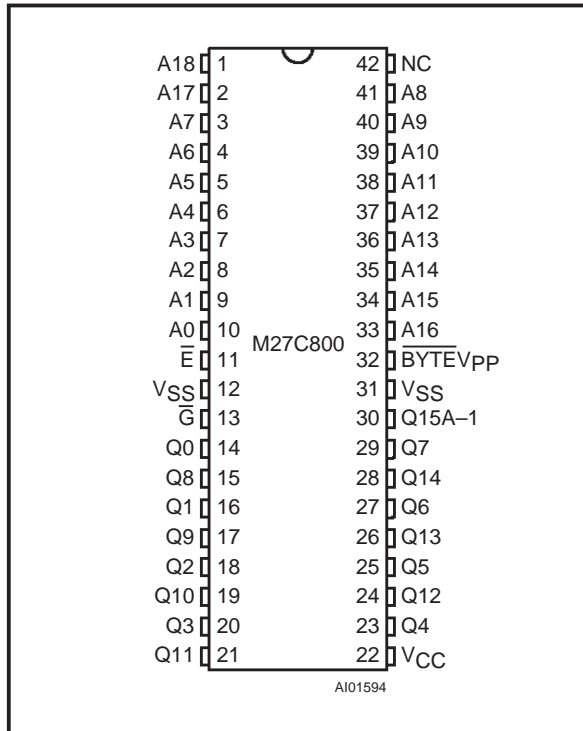 A18 1 42 NC
A17 2 41 A8
A7 3 40 A9
A6 4 39 A10
A5 5 38 A11
A4 6 37 A12
A3 7 36 A13
A2 8 35 A14
A1 9 34 A15
A0 10 33 A16
M27C800
E̅ 11 32 B̅Y̅T̅E̅VPP
VSS 12 31 VSS
G̅ 13 30 Q15A–1
Q0 14 29 Q7
Q8 15 28 Q14
Q1 16 27 Q6
Q9 17 26 Q13
Q2 18 25 Q5
Q10 19 24 Q12
Q3 20 23 Q4
Q11 21 22 VCC
AI01594